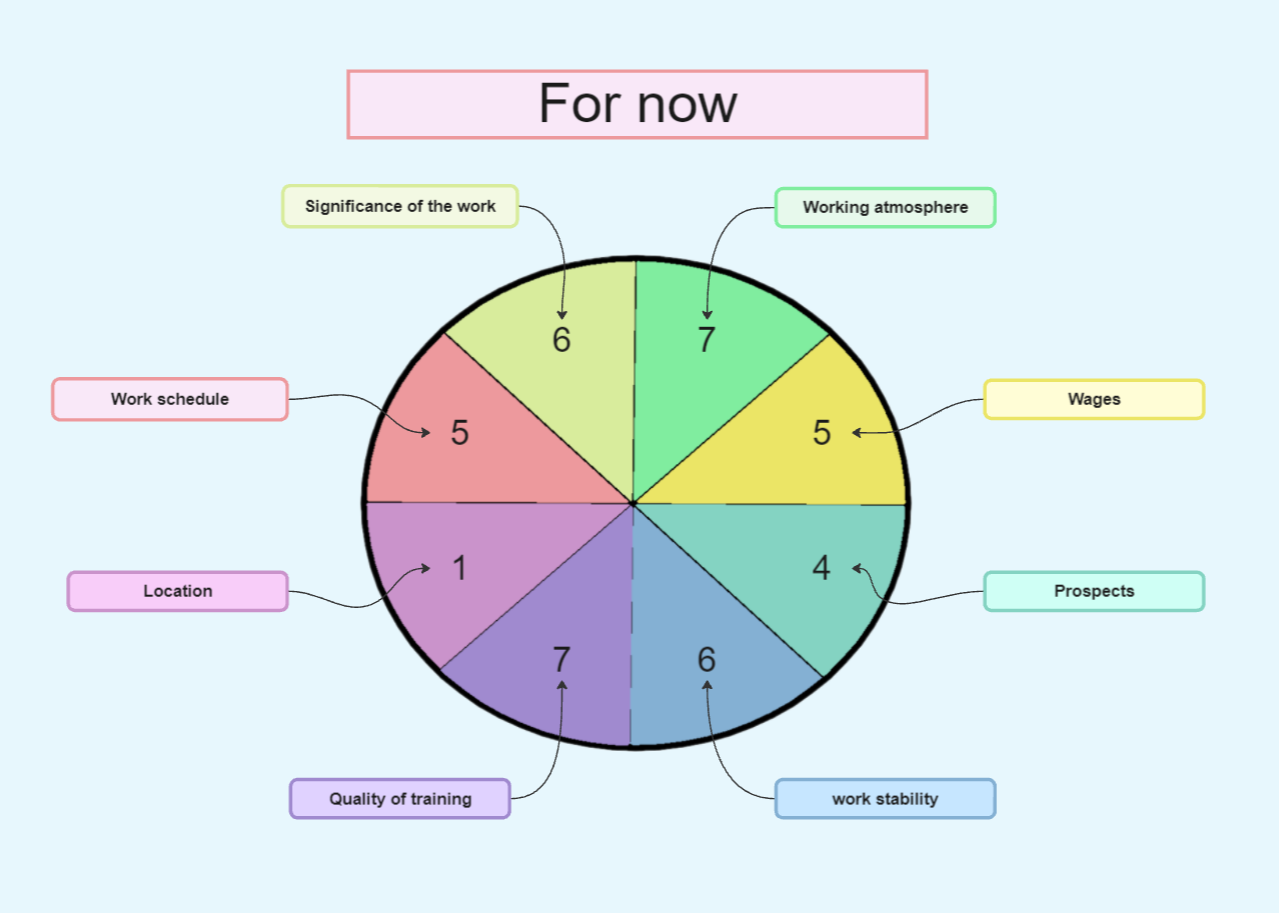 For now
Significance of the work
Working atmosphere
6
7
Work schedule
5
5
Wages
Location
1
4
Prospects
7
6
Quality of training
work stability